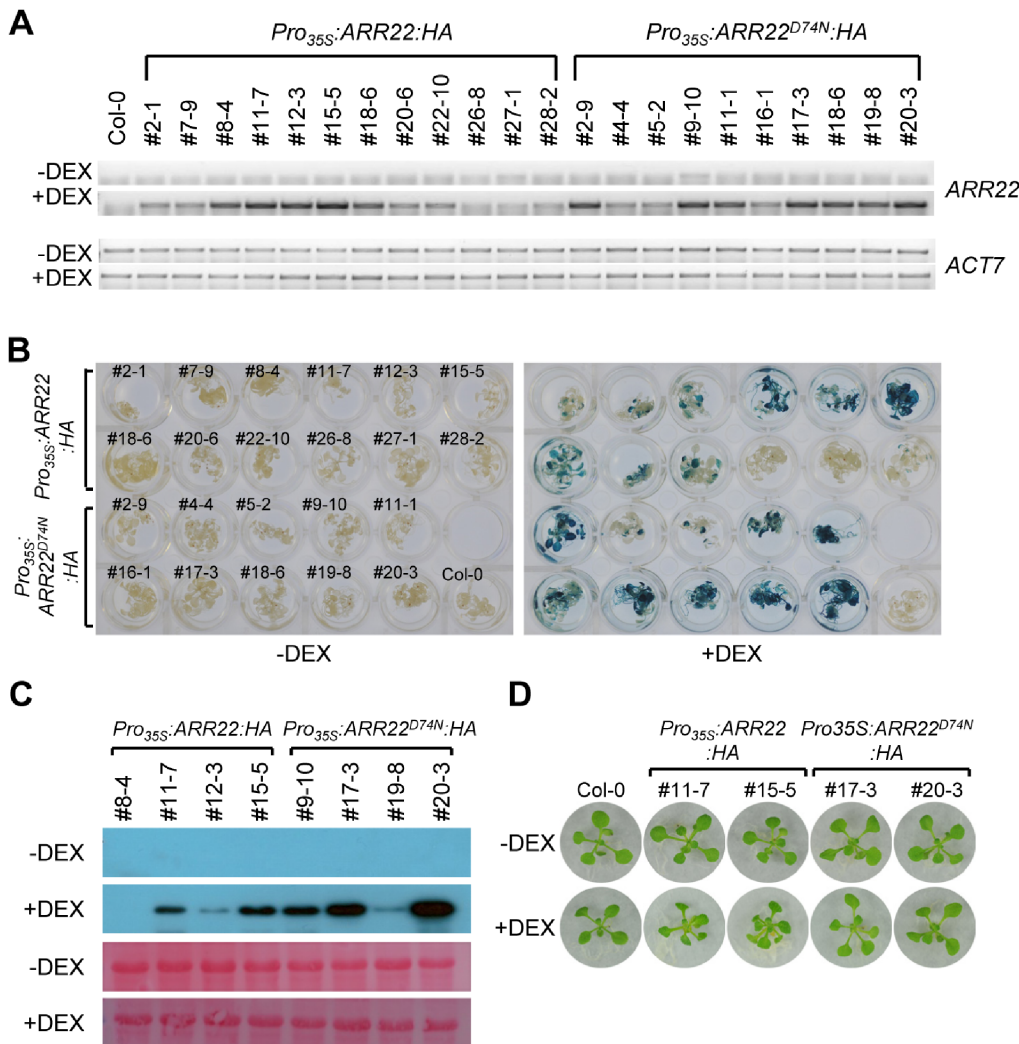 A
Pro35S:ARR22:HA
Pro35S:ARR22D74N:HA
Col-0 #2-1 #7-9 #8-4 #11-7 #12-3 #15-5 #18-6 #20-6 #22-10 #26-8 #27-1 #28-2 #2-9 #4-4 #5-2 #9-10 #11-1 #16-1 #17-3 #18-6 #19-8 #20-3
-DEX
+DEX
ARR22
-DEX
+DEX
ACT7
B
Pro35S:ARR22
:HA
#2-1 #7-9 #8-4 #11-7 #12-3 #15-5
#18-6 #20-6 #22-10 #26-8 #27-1 #28-2
Pro35S:
ARR22D74N
:HA
#2-9 #4-4 #5-2 #9-10 #11-1
#16-1 #17-3 #18-6 #19-8 #20-3 Col-0
-DEX
+DEX
C
Pro35S:ARR22:HA Pro35S:ARR22D74N:HA
#8-4 #11-7 #12-3 #15-5 #9-10 #17-3 #19-8 #20-3
-DEX
+DEX
-DEX
+DEX
D
Pro35S:ARR22
:HA
Pro35S:ARR22D74N
:HA
Col-0 #11-7 #15-5 #17-3 #20-3
-DEX
+DEX